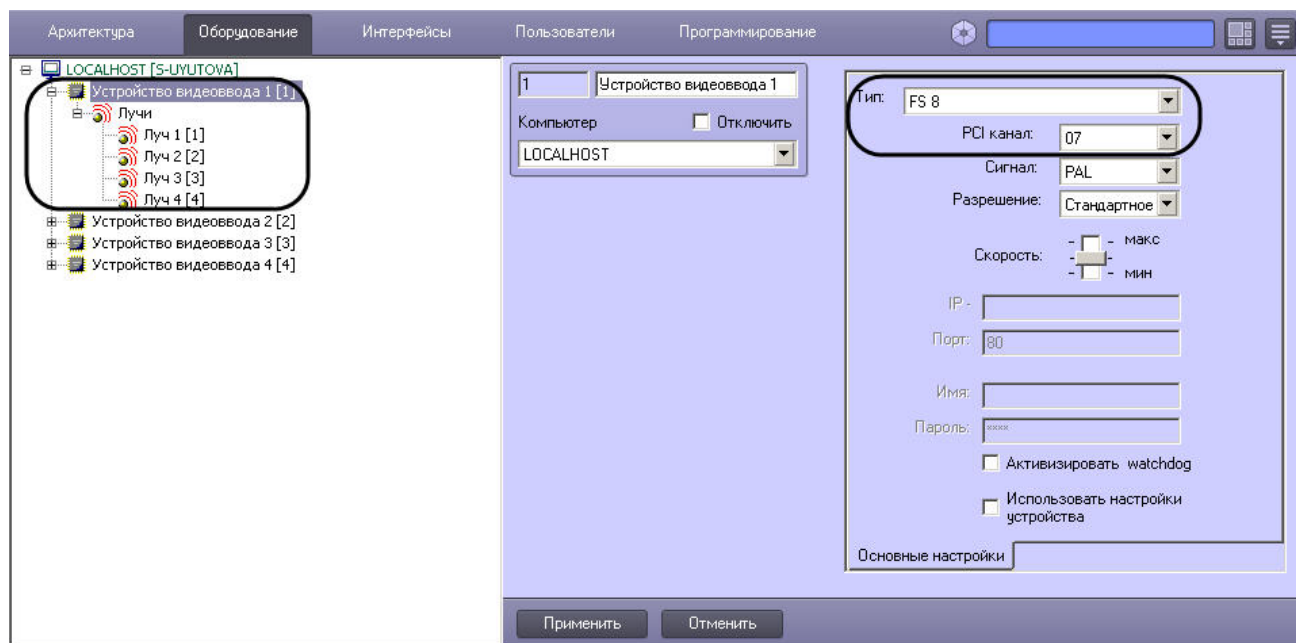 Архитектура Оборудование Интерфейсы Пользователи Программирование
LOCALHOST [S-UYUTOVA]
Устройство видеоввода 1 [1]
Лучи
Луч 1 [1]
Луч 2 [2]
Луч 3 [3]
Луч 4 [4]
Устройство видеоввода 2 [2]
Устройство видеоввода 3 [3]
Устройство видеоввода 4 [4]
1 Устройство видеоввода 1
Компьютер Отключить
LOCALHOST
Тип: FS 8
PCI канал: 07
Сигнал: PAL
Разрешение: Стандартное
Скорость: макс
мин
IP -
Порт: 80
Имя:
Пароль: ****
Активизировать watchdog
Использовать настройки
устройства
Основные настройки
Применить Отменить